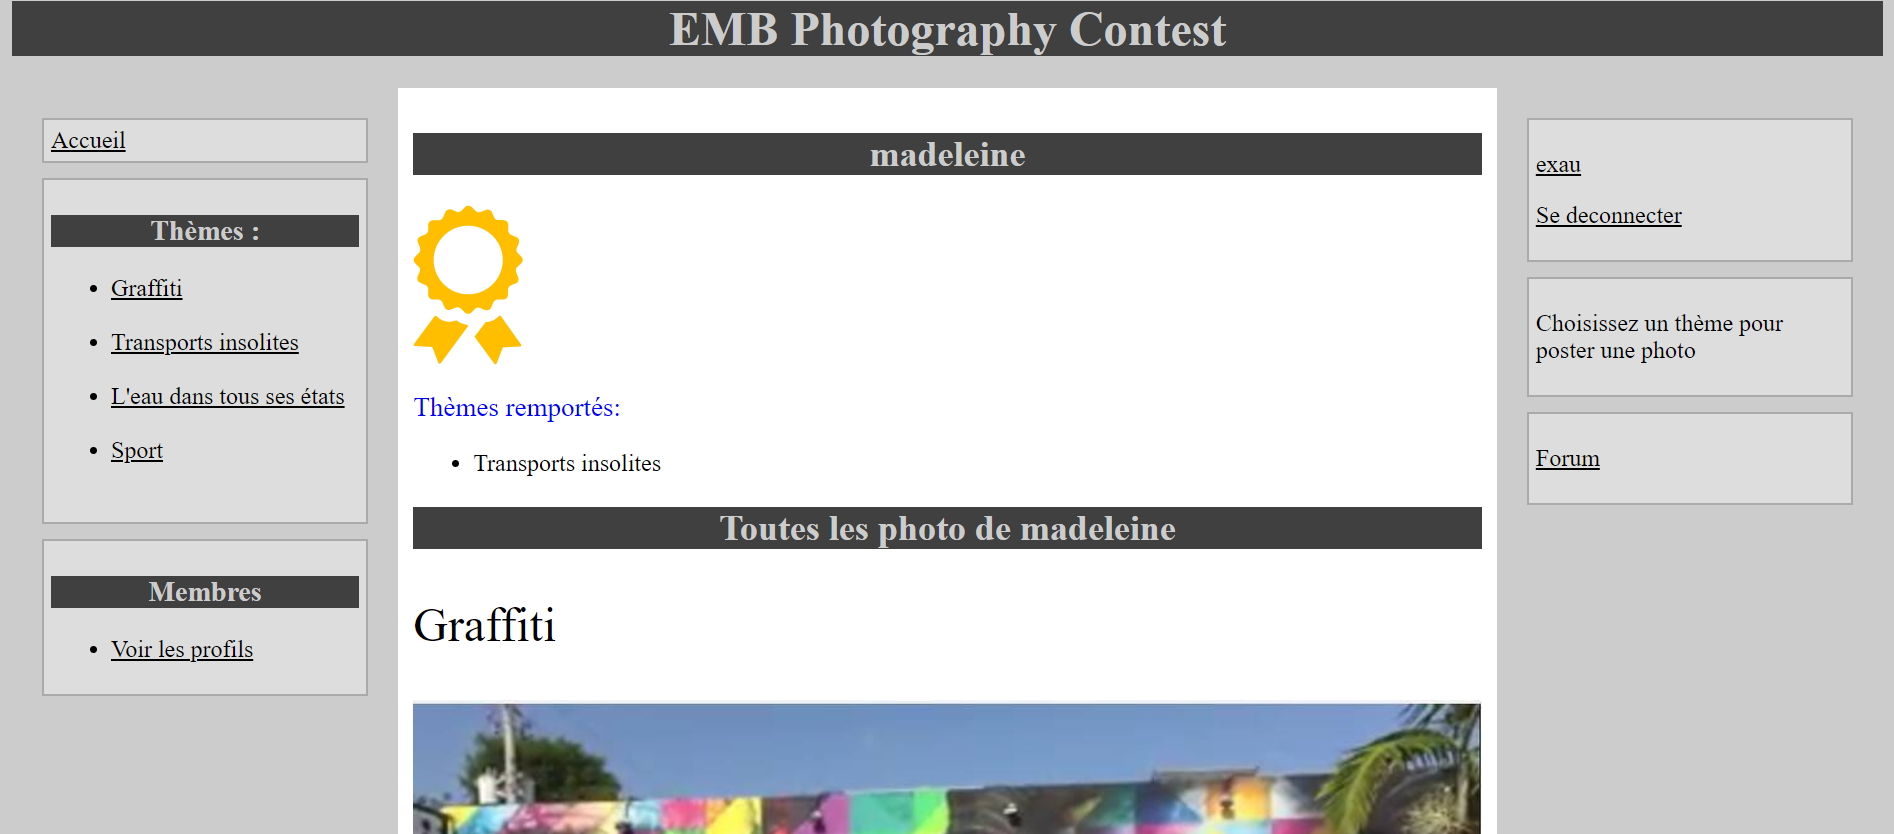 EMB Photography Contest
Accueil
Thèmes :
Graffiti
Transports insolites
L'eau dans tous ses états
Sport
Membres
Voir les profils
madeleine
Thèmes remportés:
Transports insolites
Toutes les photo de madeleine
Graffiti
exau
Se deconnecter
Choisissez un thème pour
poster une photo
Forum